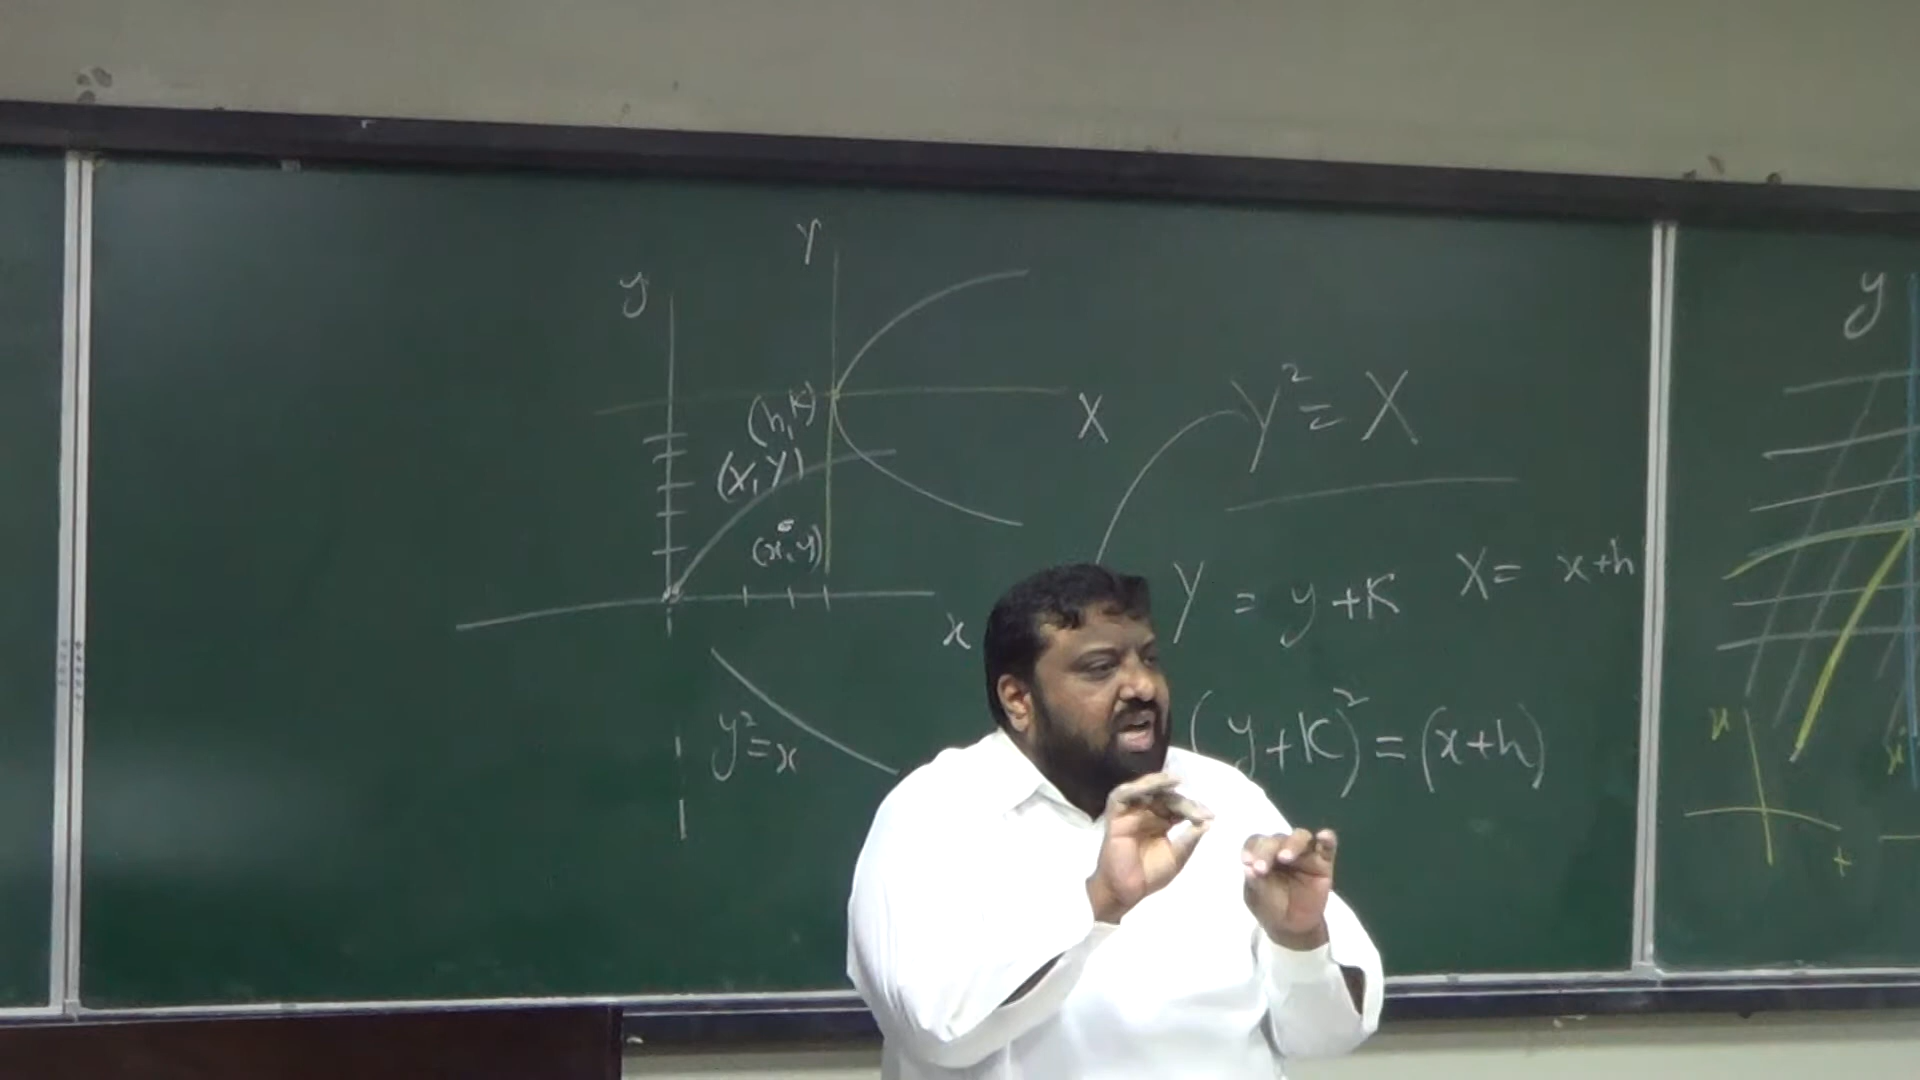 Y
y
(h, K)
(X, Y)
(x, y)
X
x
y² = x
Y² = X
Y = y + K
X = x + h
(y + K)² = (x + h)
y
x